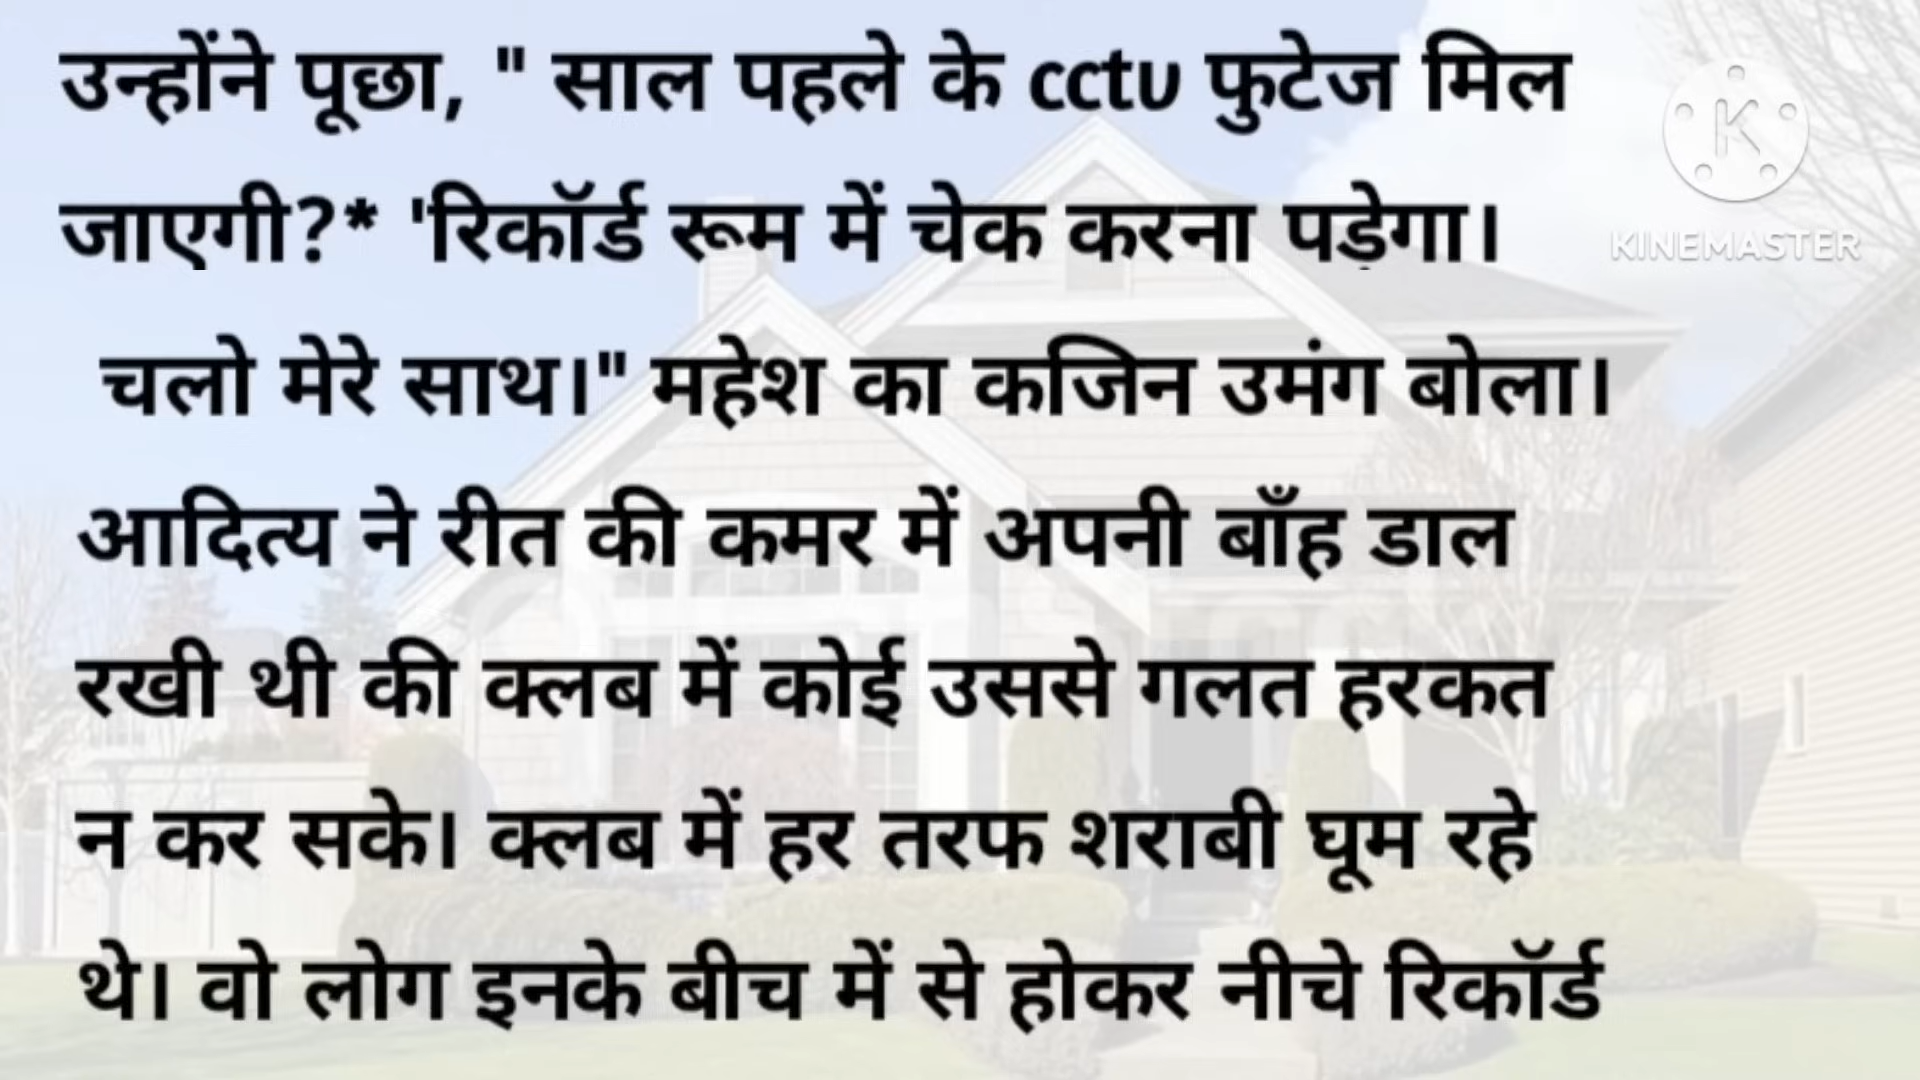 उन्होंने पूछा, " साल पहले के cctv फुटेज मिल
जाएगी?* 'रिकॉर्ड रूम में चेक करना पड़ेगा।
चलो मेरे साथ।" महेश का कजिन उमंग बोला।
आदित्य ने रीत की कमर में अपनी बाँह डाल
रखी थी की क्लब में कोई उससे गलत हरकत
न कर सके। क्लब में हर तरफ शराबी घूम रहे
थे। वो लोग इनके बीच में से होकर नीचे रिकॉर्ड
K
KINEMASTER